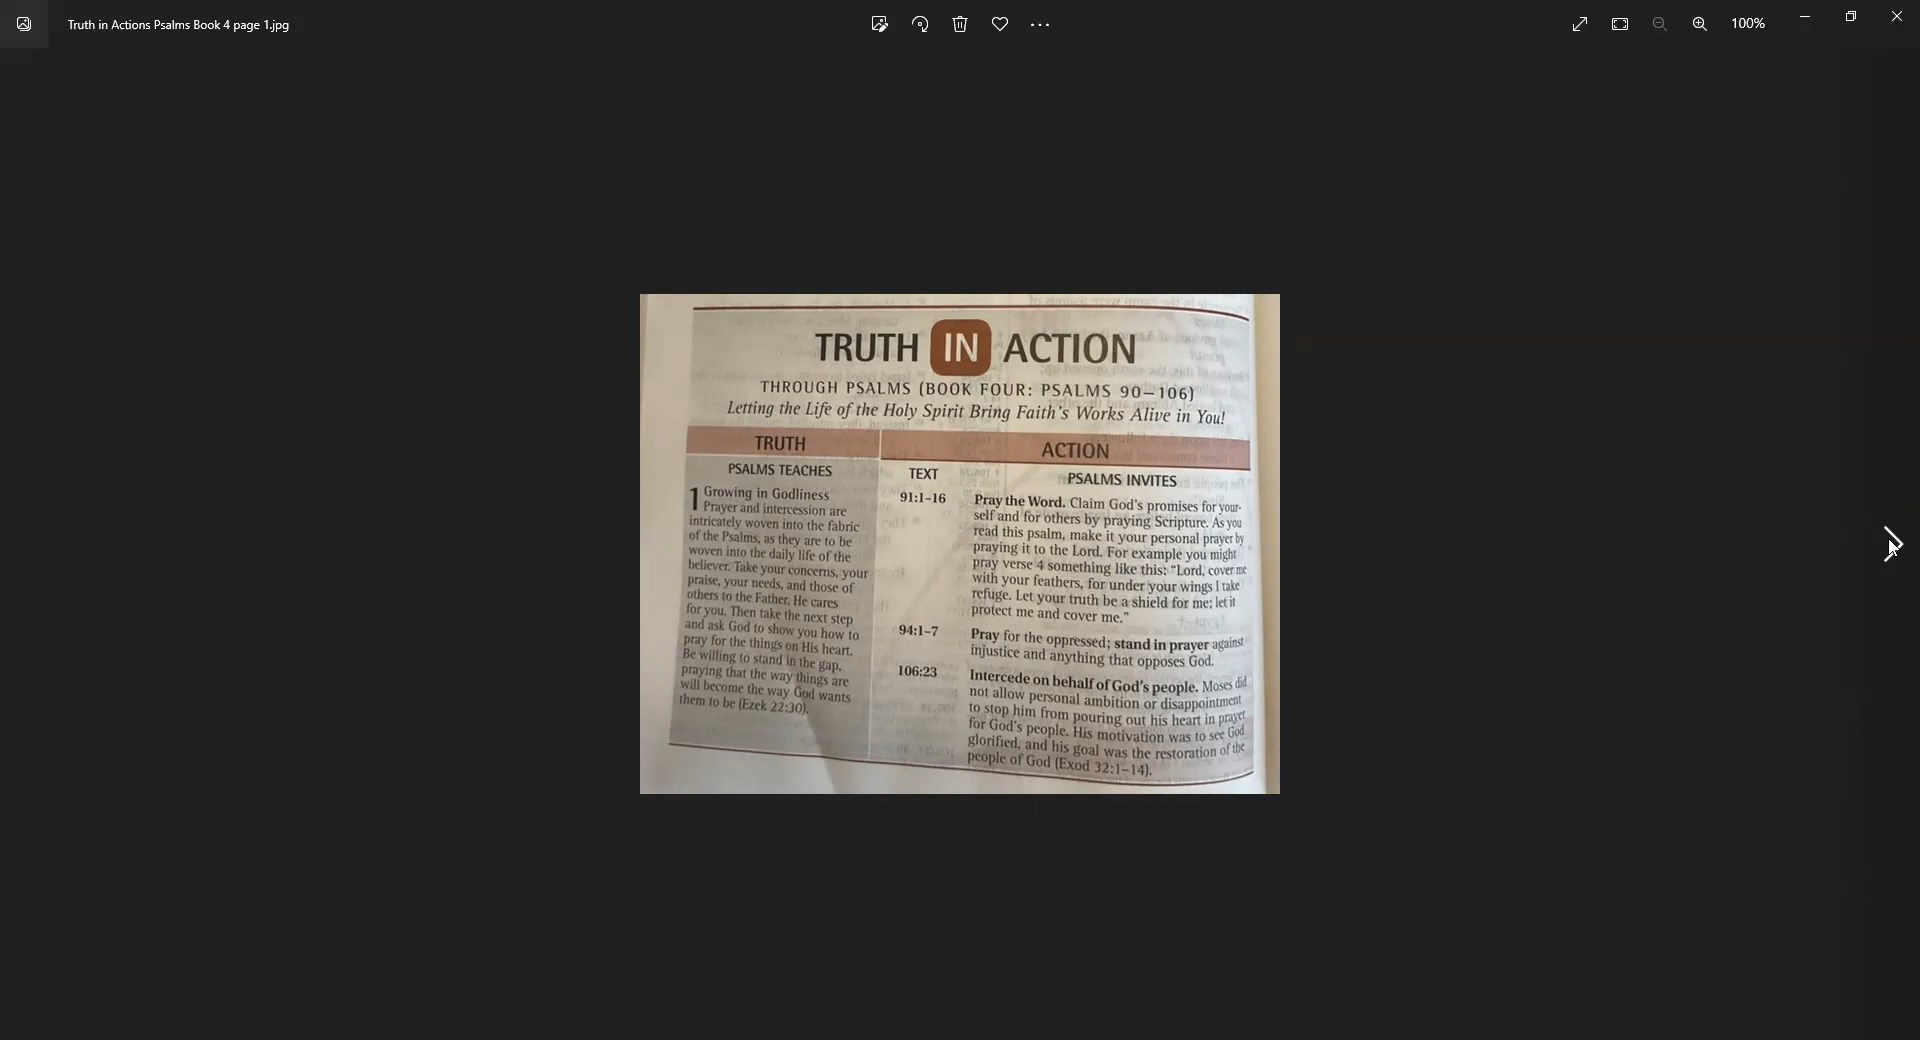 Truth in Actions Psalms Book 4 page 1.jpg
100%
TRUTH IN ACTION
THROUGH PSALMS (BOOK FOUR: PSALMS 90–106)
Letting the Life of the Holy Spirit Bring Faith's Works Alive in You!
TRUTH
PSALMS TEACHES
1 Growing in Godliness
Prayer and intercession are
intricately woven into the fabric
of the Psalms, as they are to be
woven into the daily life of the
believer. Take your concerns, your
praise, your needs, and those of
others to the Father. He cares
for you. Then take the next step
and ask God to show you how to
pray for the things on His heart.
Be willing to stand in the gap,
praying that the way things are
will become the way God wants
them to be (Ezek 22:30).
ACTION
TEXT
PSALMS INVITES
91:1–16
Pray the Word. Claim God's promises for your-
self and for others by praying Scripture. As you
read this psalm, make it your personal prayer by
praying it to the Lord. For example you might
pray verse 4 something like this: "Lord, cover me
with your feathers, for under your wings I take
refuge. Let your truth be a shield for me; let it
protect me and cover me."
94:1–7
Pray for the oppressed; stand in prayer against
injustice and anything that opposes God.
106:23
Intercede on behalf of God's people. Moses did
not allow personal ambition or disappointment
to stop him from pouring out his heart in prayer
for God's people. His motivation was to see God
glorified, and his goal was the restoration of the
people of God (Exod 32:1–14).